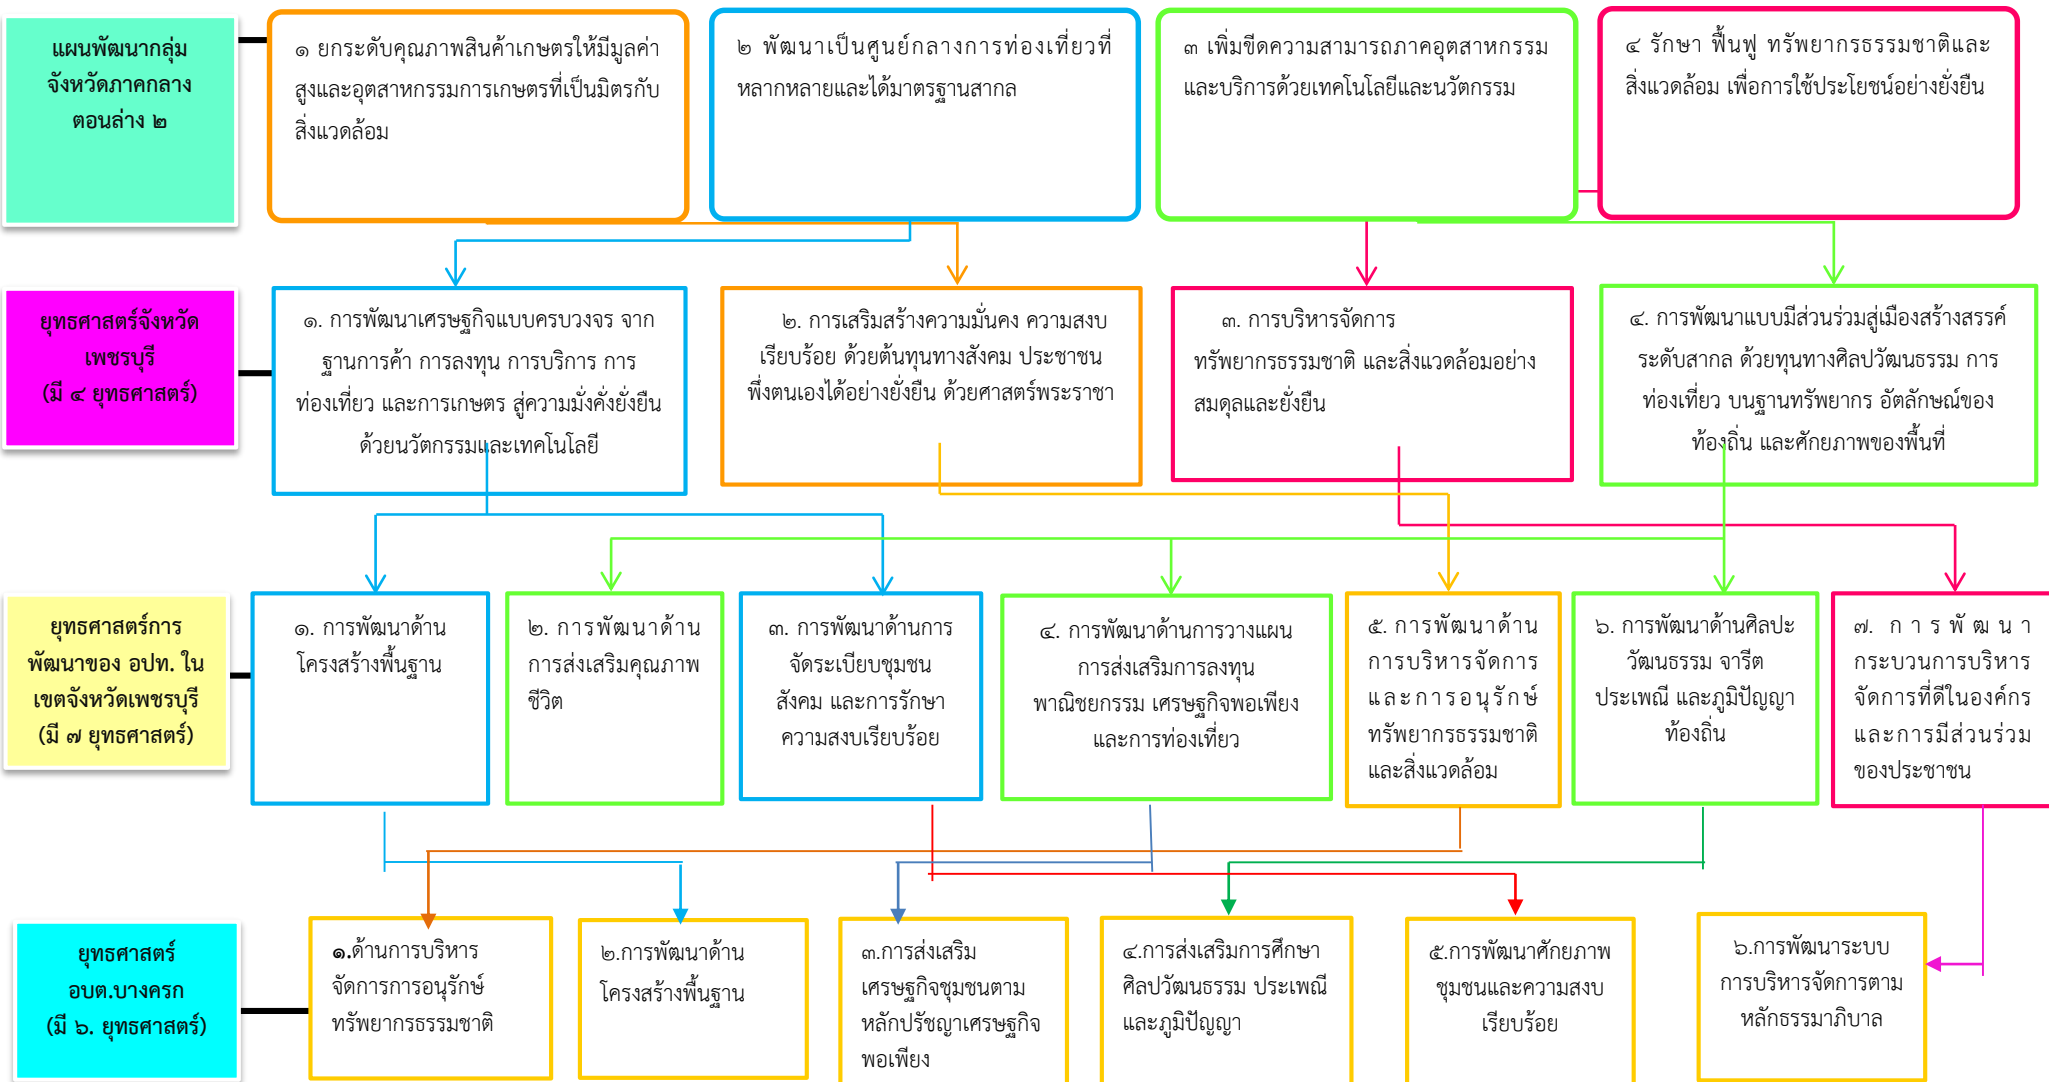 แผนพัฒนากลุ่ม
จังหวัดภาคกลาง
ตอนล่าง ๒
๑ ยกระดับคุณภาพสินค้าเกษตรให้มีมูลค่า
สูงและอุตสาหกรรมการเกษตรที่เป็นมิตรกับ
สิ่งแวดล้อม
๒ พัฒนาเป็นศูนย์กลางการท่องเที่ยวที่
หลากหลายและได้มาตรฐานสากล
๓ เพิ่มขีดความสามารถภาคอุตสาหกรรม
และบริการด้วยเทคโนโลยีและนวัตกรรม
๔ รักษา ฟื้นฟู ทรัพยากรธรรมชาติและ
สิ่งแวดล้อม เพื่อการใช้ประโยชน์อย่างยั่งยืน
ยุทธศาสตร์จังหวัด
เพชรบุรี
(มี ๔ ยุทธศาสตร์)
๑. การพัฒนาเศรษฐกิจแบบครบวงจร จาก
ฐานการค้า การลงทุน การบริการ การ
ท่องเที่ยว และการเกษตร สู่ความมั่งคั่งยั่งยืน
ด้วยนวัตกรรมและเทคโนโลยี
๒. การเสริมสร้างความมั่นคง ความสงบ
เรียบร้อย ด้วยต้นทุนทางสังคม ประชาชน
พึ่งตนเองได้อย่างยั่งยืน ด้วยศาสตร์พระราชา
๓. การบริหารจัดการ
ทรัพยากรธรรมชาติ และสิ่งแวดล้อมอย่าง
สมดุลและยั่งยืน
๔. การพัฒนาแบบมีส่วนร่วมสู่เมืองสร้างสรรค์
ระดับสากล ด้วยทุนทางศิลปวัฒนธรรม การ
ท่องเที่ยว บนฐานทรัพยากร อัตลักษณ์ของ
ท้องถิ่น และศักยภาพของพื้นที่
ยุทธศาสตร์การ
พัฒนาของ อปท. ใน
เขตจังหวัดเพชรบุรี
(มี ๗ ยุทธศาสตร์)
๑. การพัฒนาด้าน
โครงสร้างพื้นฐาน
๒. การพัฒนาด้าน
การส่งเสริมคุณภาพ
ชีวิต
๓. การพัฒนาด้านการ
จัดระเบียบชุมชน
สังคม และการรักษา
ความสงบเรียบร้อย
๔. การพัฒนาด้านการวางแผน
การส่งเสริมการลงทุน
พาณิชยกรรม เศรษฐกิจพอเพียง
และการท่องเที่ยว
๕. การพัฒนาด้าน
การบริหารจัดการ
และการอนุรักษ์
ทรัพยากรธรรมชาติ
และสิ่งแวดล้อม
๖. การพัฒนาด้านศิลปะ
วัฒนธรรม จารีต
ประเพณี และภูมิปัญญา
ท้องถิ่น
๗. การพัฒนา
กระบวนการบริหาร
จัดการที่ดีในองค์กร
และการมีส่วนร่วม
ของประชาชน
ยุทธศาสตร์
อบต.บางครก
(มี ๖. ยุทธศาสตร์)
๑.ด้านการบริหาร
จัดการการอนุรักษ์
ทรัพยากรธรรมชาติ
๒.การพัฒนาด้าน
โครงสร้างพื้นฐาน
๓.การส่งเสริม
เศรษฐกิจชุมชนตาม
หลักปรัชญาเศรษฐกิจ
พอเพียง
๔.การส่งเสริมการศึกษา
ศิลปวัฒนธรรม ประเพณี
และภูมิปัญญา
๕.การพัฒนาศักยภาพ
ชุมชนและความสงบ
เรียบร้อย
๖.การพัฒนาระบบ
การบริหารจัดการตาม
หลักธรรมาภิบาล